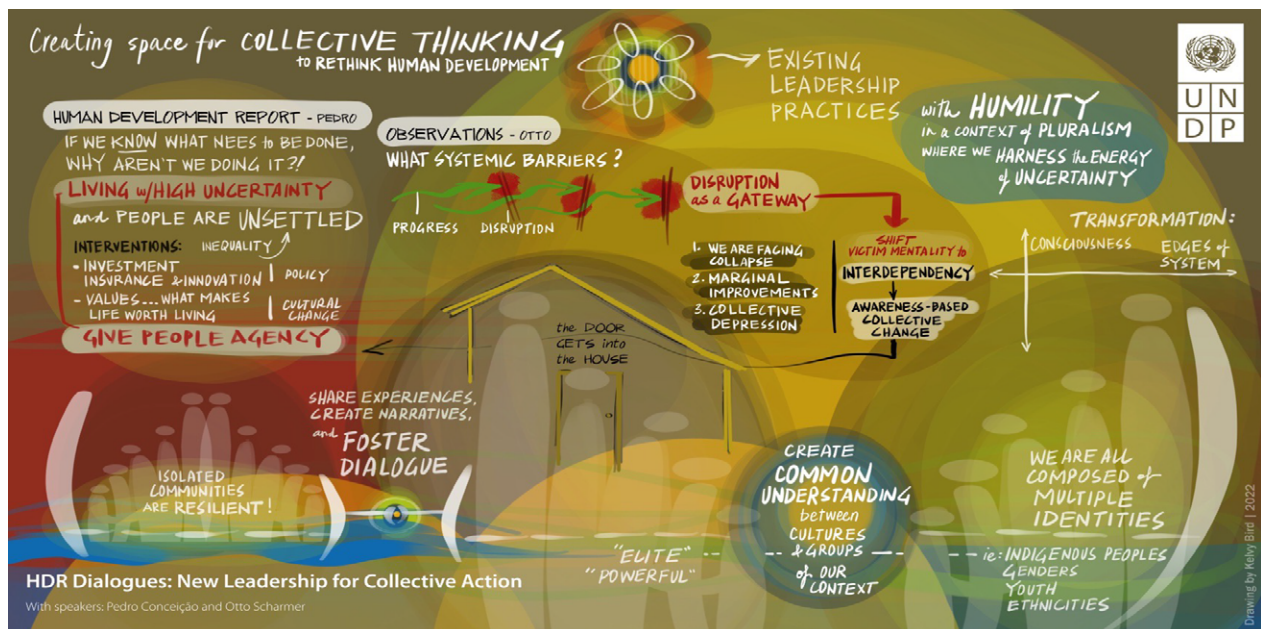 Creating space for COLLECTIVE THINKING
to RETHINK HUMAN DEVELOPMENT
EXISTING
LEADERSHIP
PRACTICES
with HUMILITY
in a CONTEXT of PLURALISM
WHERE WE HARNESS the ENERGY
of UNCERTAINTY
U N
D P
HUMAN DEVELOPMENT REPORT - PEDRO
IF WE KNOW WHAT NEES to BE DONE,
WHY AREN'T WE DOING IT?!
LIVING w/HIGH UNCERTAINTY
and PEOPLE ARE UNSETTLED
INTERVENTIONS: INEQUALITY
• INVESTMENT
INSURANCE & INNOVATION
POLICY
- VALUES... WHAT MAKES
LIFE WORTH LIVING
CULTURAL
CHANGE
GIVE PEOPLE AGENCY
OBSERVATIONS - OTTO
WHAT SYSTEMIC BARRIERS?
PROGRESS
DISRUPTION
DISRUPTION
as a GATEWAY
1. WE ARE FACING
COLLAPSE
2. MARGINAL
IMPROVEMENTS
3. COLLECTIVE
DEPRESSION
SHIFT
VICTIM MENTALITY to
INTERDEPENDENCY
AWARENESS-BASED
COLLECTIVE
CHANGE
TRANSFORMATION:
CONSCIOUSNESS
EDGES of
SYSTEM
the DOOR
GETS into
the HOUSE
SHARE EXPERIENCES,
CREATE NARRATIVES,
and FOSTER
DIALOGUE
ISOLATED
COMMUNITIES
ARE RESILIENT!
"ELITE"
"POWERFUL"
CREATE
COMMON
UNDERSTANDING
between
CULTURES
& GROUPS
of OUR
CONTEXT
WE ARE ALL
COMPOSED of
MULTIPLE
IDENTITIES
ie: INDIGENOUS PEOPLES
GENDERS
YOUTH
ETHNICITIES
HDR Dialogues: New Leadership for Collective Action
With speakers: Pedro Conceição and Otto Scharmer
Drawing by Kelvy Bird | 2022